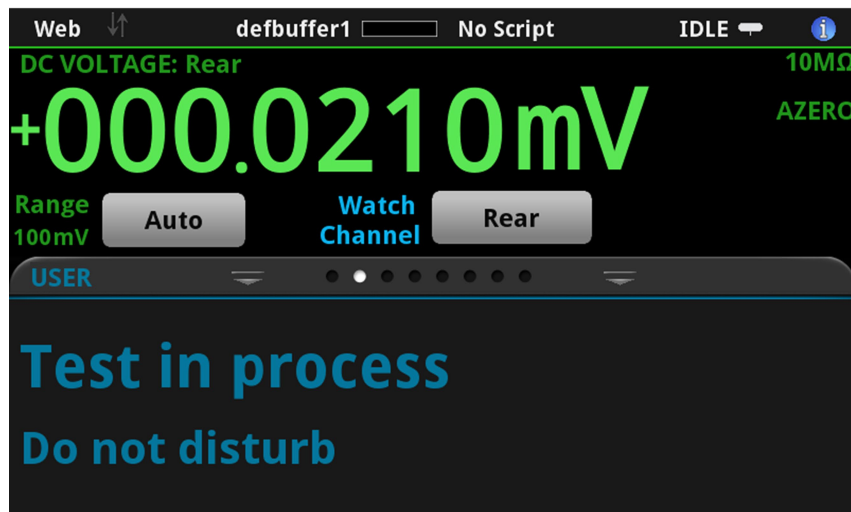 Web defbuffer1 No Script IDLE
DC VOLTAGE: Rear 10MΩ
+000.0210mV AZERO
Range 100mV Auto Watch Channel Rear
USER
Test in process
Do not disturb